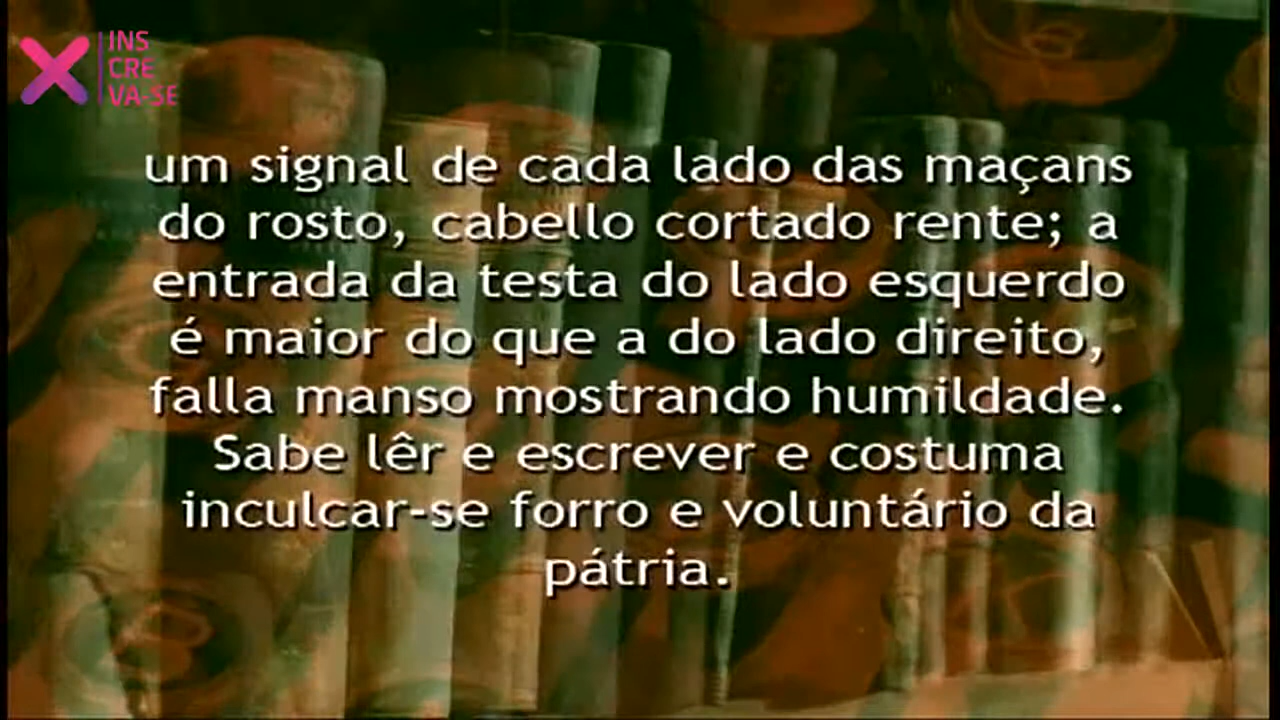 INS
CRE
VA-SE
um signal de cada lado das maçans
do rosto, cabello cortado rente; a
entrada da testa do lado esquerdo
é maior do que a do lado direito,
falla manso mostrando humildade.
Sabe lêr e escrever e costuma
inculcar-se forro e voluntário da
pátria.